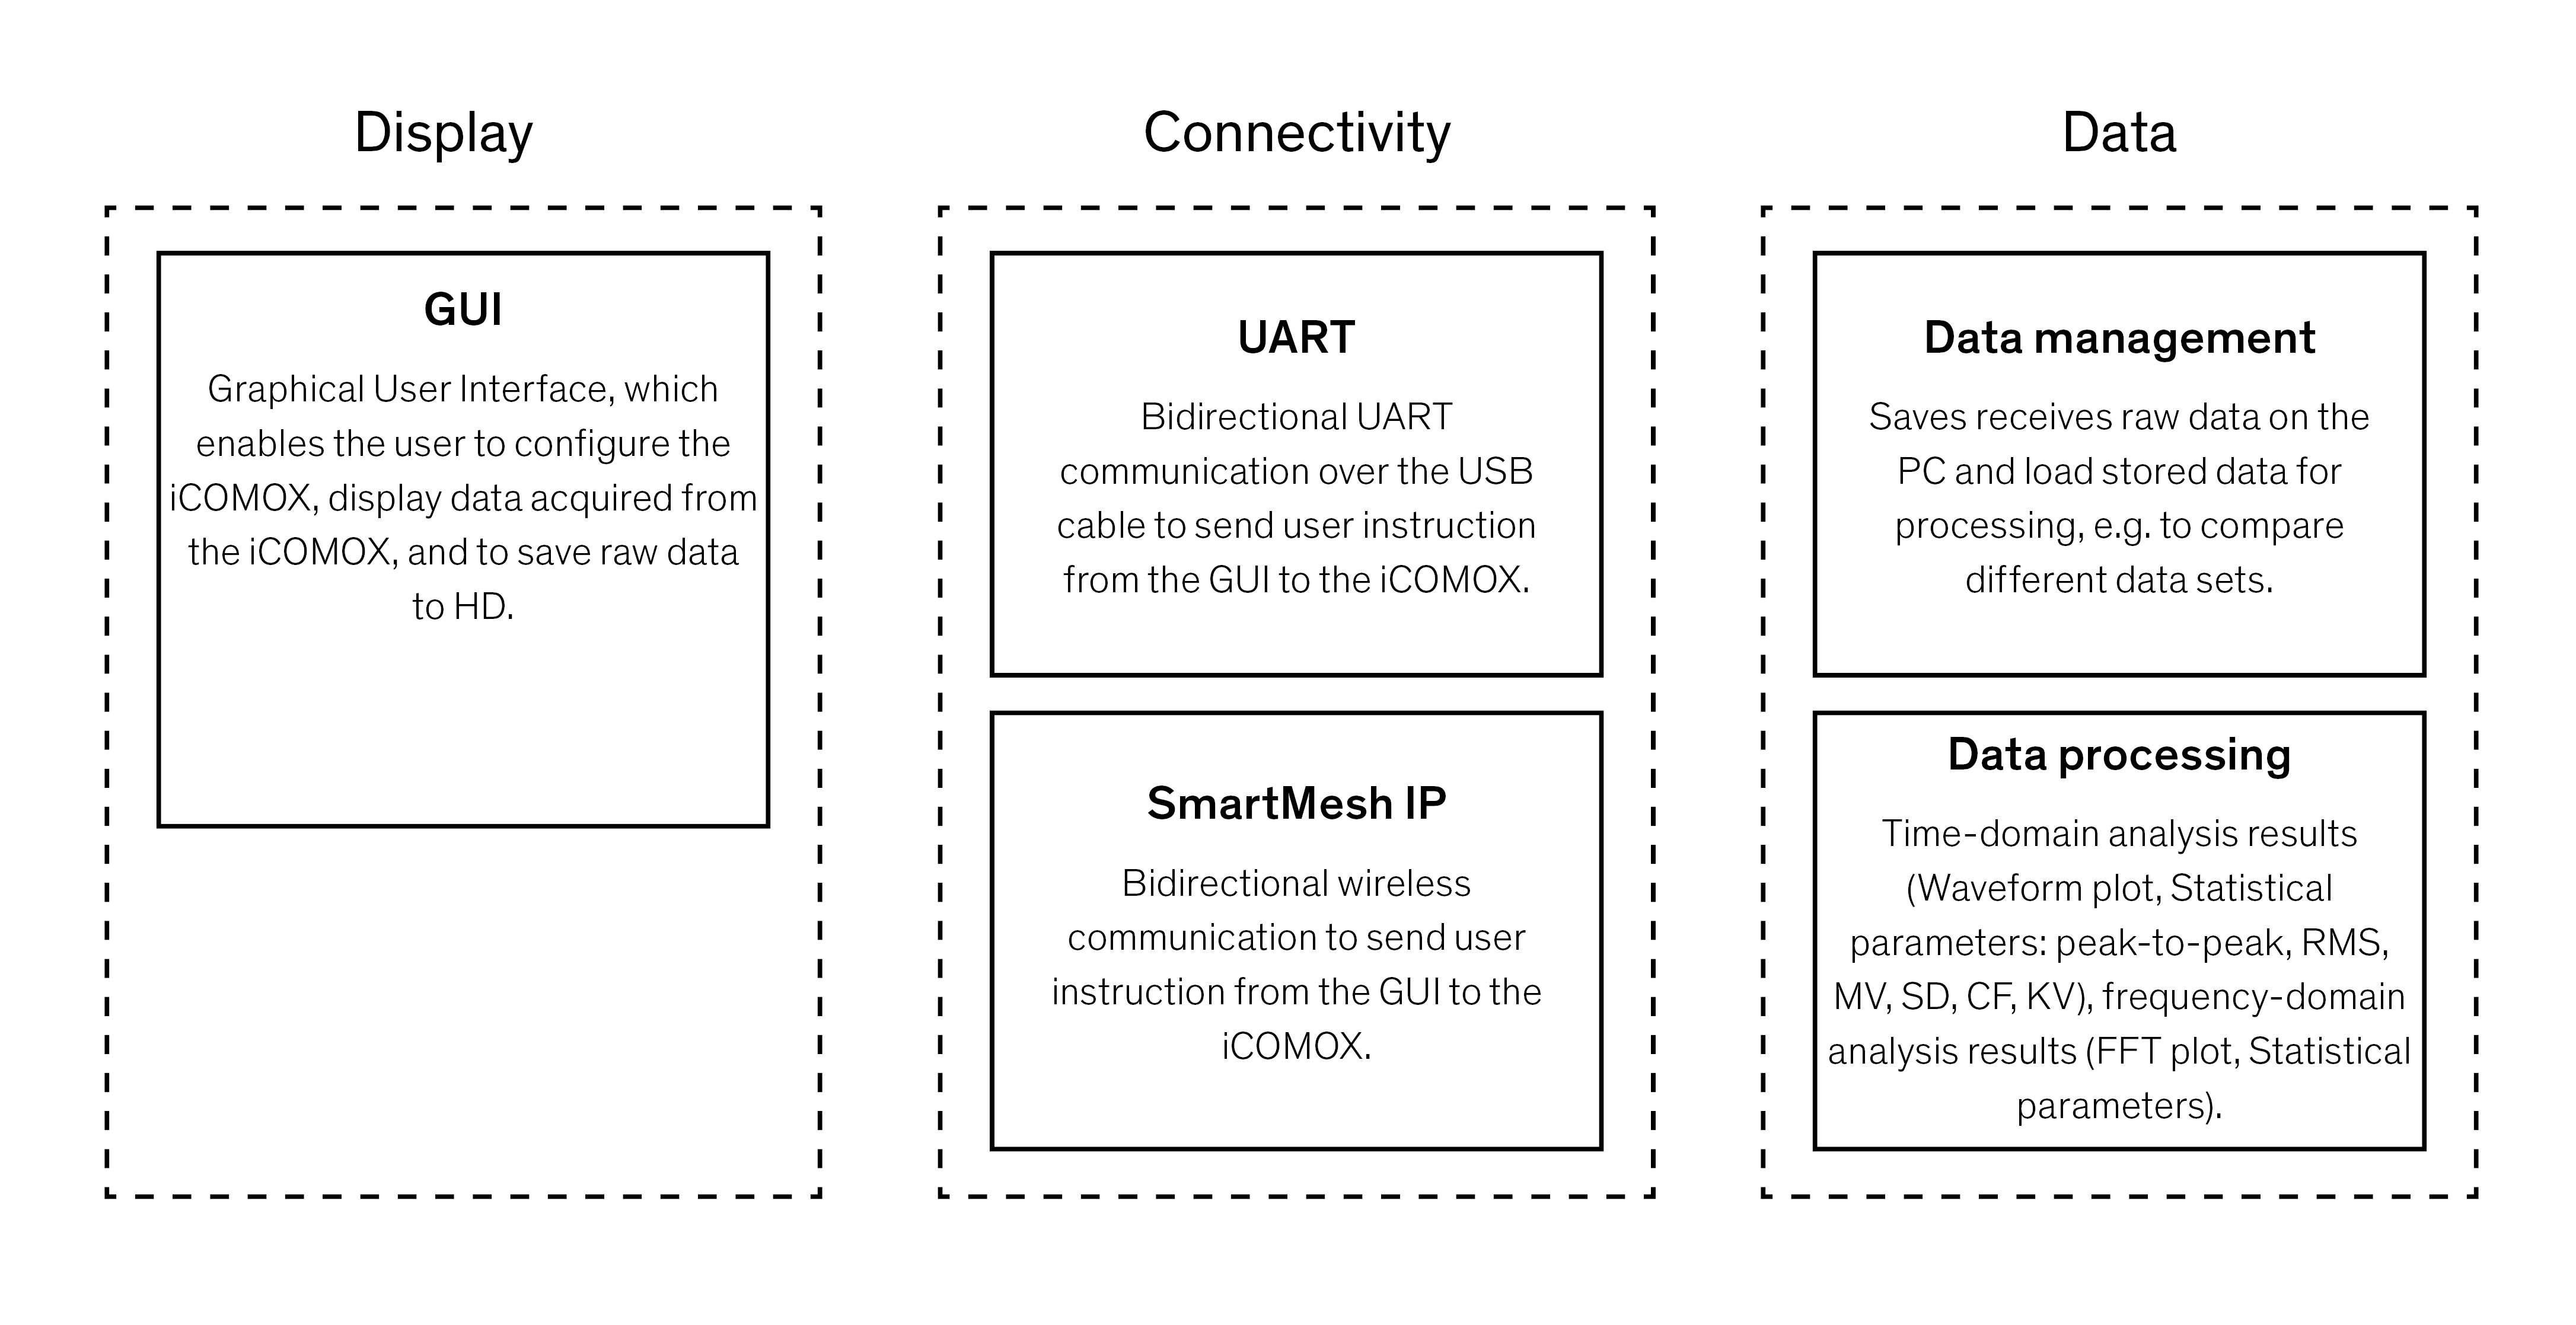 Display
GUI
Graphical User Interface, which
enables the user to configure the
iCOMOX, display data acquired from
the iCOMOX, and to save raw data
to HD.
Connectivity
UART
Bidirectional UART
communication over the USB
cable to send user instruction
from the GUI to the iCOMOX.
SmartMesh IP
Bidirectional wireless
communication to send user
instruction from the GUI to the
iCOMOX.
Data
Data management
Saves receives raw data on the
PC and load stored data for
processing, e.g. to compare
different data sets.
Data processing
Time-domain analysis results
(Waveform plot, Statistical
parameters: peak-to-peak, RMS,
MV, SD, CF, KV), frequency-domain
analysis results (FFT plot, Statistical
parameters).